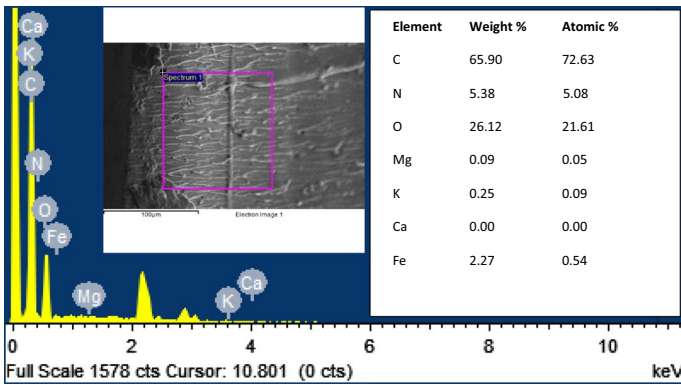 Ca
K
C
N
O
Fe
Mg
K
Ca
Spectrum 1
100µm Electron Image 1
Element Weight % Atomic %
C 65.90 72.63
N 5.38 5.08
O 26.12 21.61
Mg 0.09 0.05
K 0.25 0.09
Ca 0.00 0.00
Fe 2.27 0.54
0 2 4 6 8 10
Full Scale 1578 cts Cursor: 10.801 (0 cts) keV